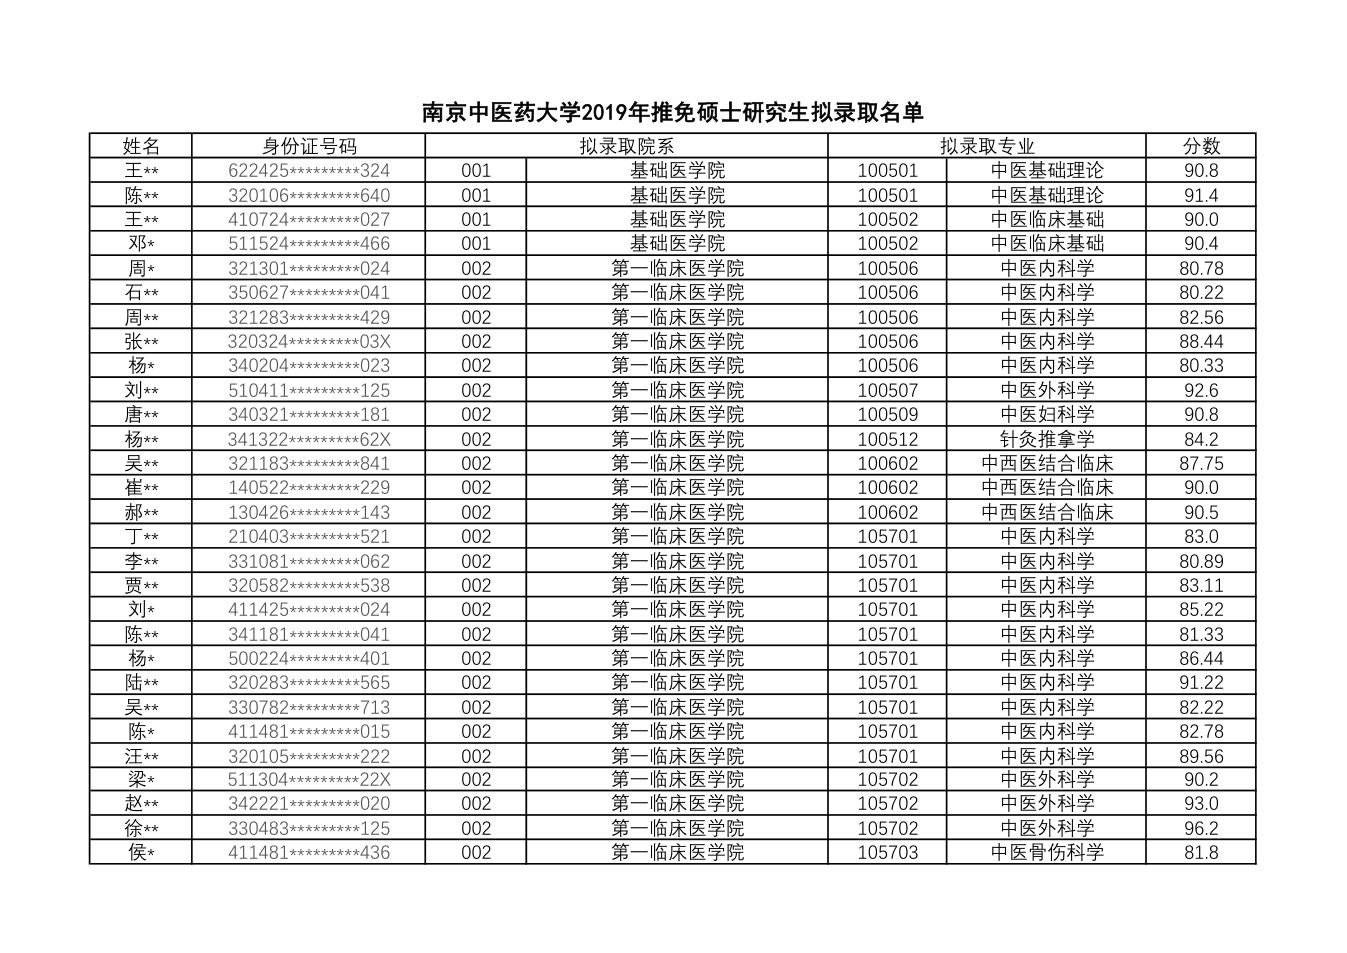 南京中医药大学2019年推免硕士研究生拟录取名单
姓名 身份证号码 拟录取院系 拟录取专业 分数
王** 622425*********324 001 基础医学院 100501 中医基础理论 90.8
陈** 320106*********640 001 基础医学院 100501 中医基础理论 91.4
王** 410724*********027 001 基础医学院 100502 中医临床基础 90.0
邓* 511524*********466 001 基础医学院 100502 中医临床基础 90.4
周* 321301*********024 002 第一临床医学院 100506 中医内科学 80.78
石** 350627*********041 002 第一临床医学院 100506 中医内科学 80.22
周** 321283*********429 002 第一临床医学院 100506 中医内科学 82.56
张** 320324*********03X 002 第一临床医学院 100506 中医内科学 88.44
杨* 340204*********023 002 第一临床医学院 100506 中医内科学 80.33
刘** 510411*********125 002 第一临床医学院 100507 中医外科学 92.6
唐** 340321*********181 002 第一临床医学院 100509 中医妇科学 90.8
杨** 341322*********62X 002 第一临床医学院 100512 针灸推拿学 84.2
吴** 321183*********841 002 第一临床医学院 100602 中西医结合临床 87.75
崔** 140522*********229 002 第一临床医学院 100602 中西医结合临床 90.0
郝** 130426*********143 002 第一临床医学院 100602 中西医结合临床 90.5
丁** 210403*********521 002 第一临床医学院 105701 中医内科学 83.0
李** 331081*********062 002 第一临床医学院 105701 中医内科学 80.89
贾** 320582*********538 002 第一临床医学院 105701 中医内科学 83.11
刘* 411425*********024 002 第一临床医学院 105701 中医内科学 85.22
陈** 341181*********041 002 第一临床医学院 105701 中医内科学 81.33
杨* 500224*********401 002 第一临床医学院 105701 中医内科学 86.44
陆** 320283*********565 002 第一临床医学院 105701 中医内科学 91.22
吴** 330782*********713 002 第一临床医学院 105701 中医内科学 82.22
陈* 411481*********015 002 第一临床医学院 105701 中医内科学 82.78
汪** 320105*********222 002 第一临床医学院 105701 中医内科学 89.56
梁* 511304*********22X 002 第一临床医学院 105702 中医外科学 90.2
赵** 342221*********020 002 第一临床医学院 105702 中医外科学 93.0
徐** 330483*********125 002 第一临床医学院 105702 中医外科学 96.2
侯* 411481*********436 002 第一临床医学院 105703 中医骨伤科学 81.8